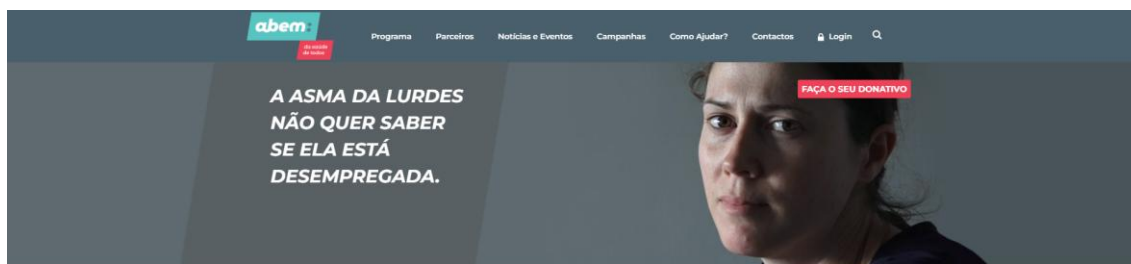 abem:
da saúde
de todos
Programa Parceiros Notícias e Eventos Campanhas Como Ajudar? Contactos Login
FAÇA O SEU DONATIVO
A ASMA DA LURDES
NÃO QUER SABER
SE ELA ESTÁ
DESEMPREGADA.